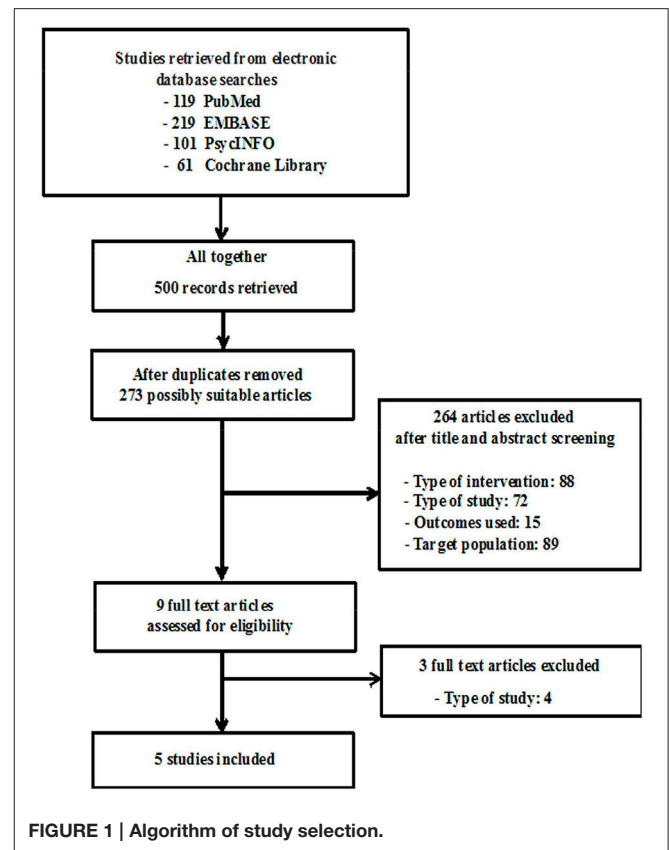 Studies retrieved from electronic
database searches
- 119 PubMed
- 219 EMBASE
- 101 PsycINFO
- 61 Cochrane Library
All together
500 records retrieved
After duplicates removed
273 possibly suitable articles
264 articles excluded
after title and abstract screening
- Type of intervention: 88
- Type of study: 72
- Outcomes used: 15
- Target population: 89
9 full text articles
assessed for eligibility
3 full text articles excluded
- Type of study: 4
5 studies included
FIGURE 1 | Algorithm of study selection.